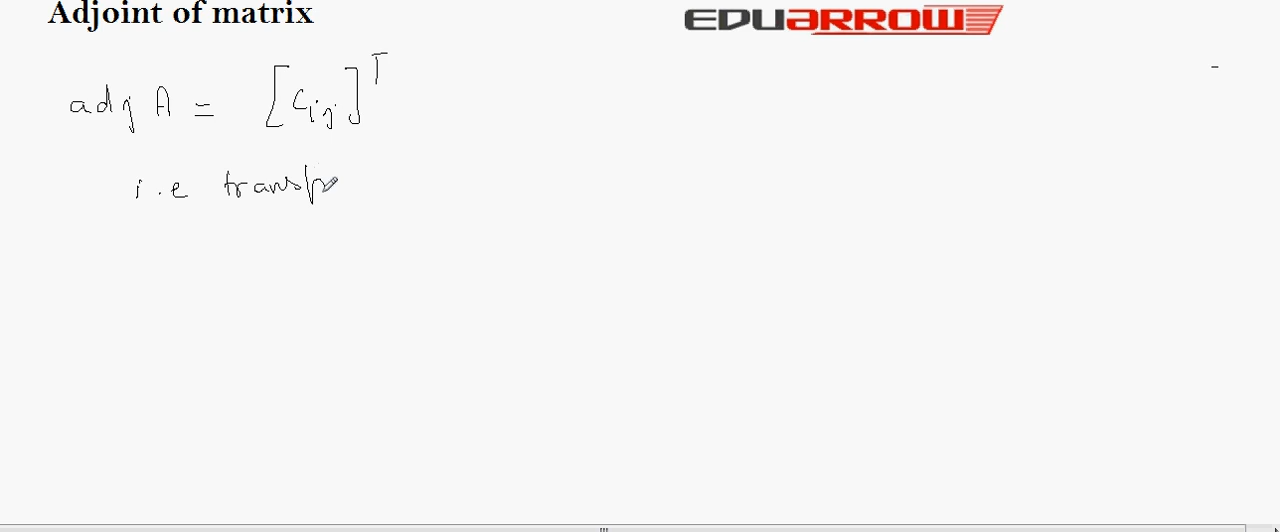 Adjoint of matrix
EDUARROW
adj A = [Cij]^T
i.e transp